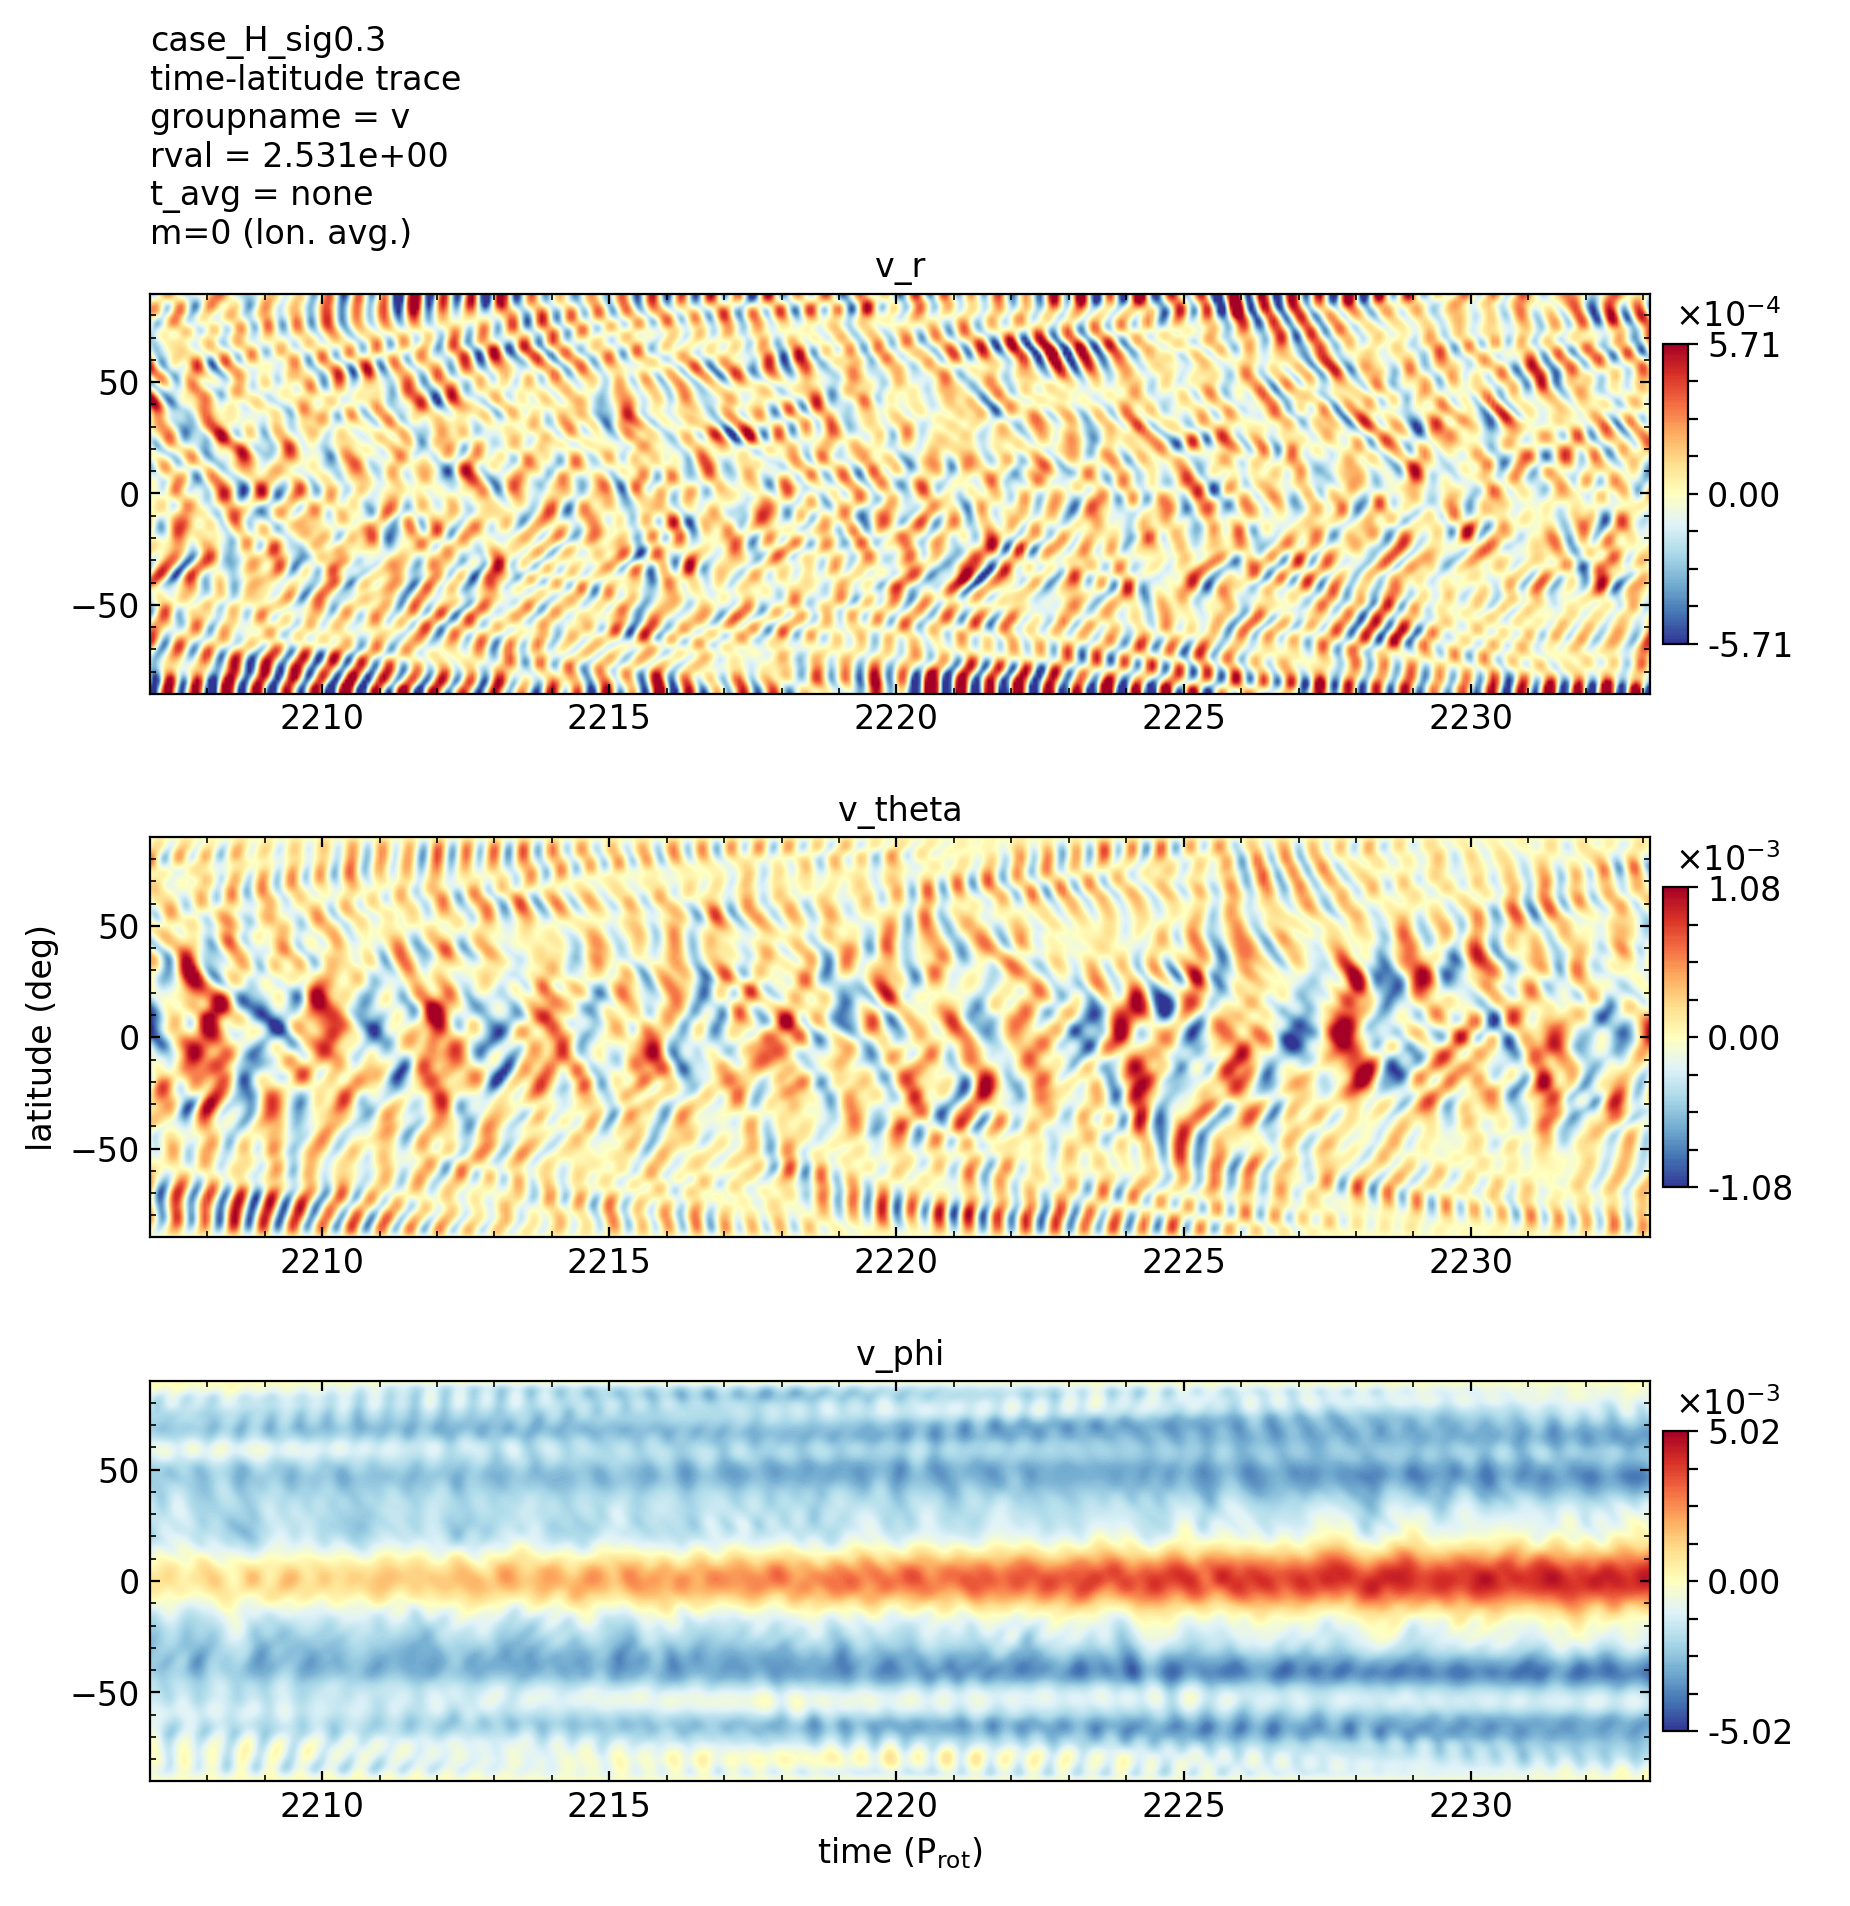 case_H_sig0.3
time-latitude trace
groupname = v
rval = 2.531e+00
t_avg = none
m=0 (lon. avg.)
v_r
×10⁻⁴
5.71
0.00
-5.71
50
0
−50
2210 2215 2220 2225 2230
v_theta
×10⁻³
1.08
0.00
-1.08
latitude (deg)
50
0
−50
2210 2215 2220 2225 2230
v_phi
×10⁻³
5.02
0.00
-5.02
50
0
−50
2210 2215 2220 2225 2230
time (P_rot)